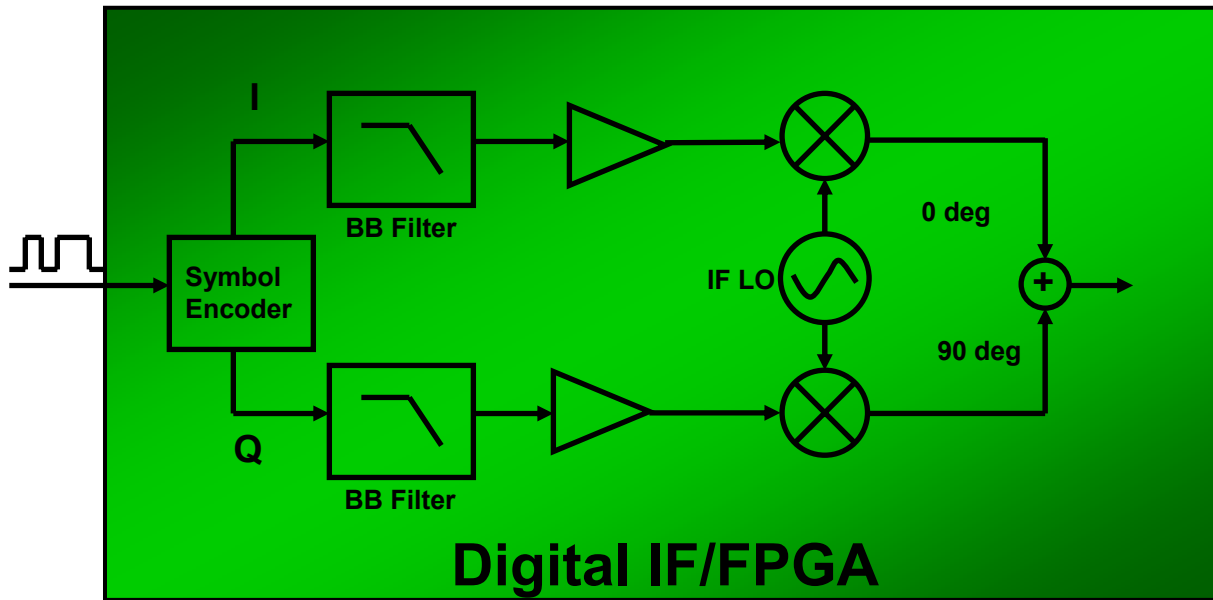 I
BB Filter
Symbol
Encoder
0 deg
IF LO
+
90 deg
Q
BB Filter
Digital IF/FPGA